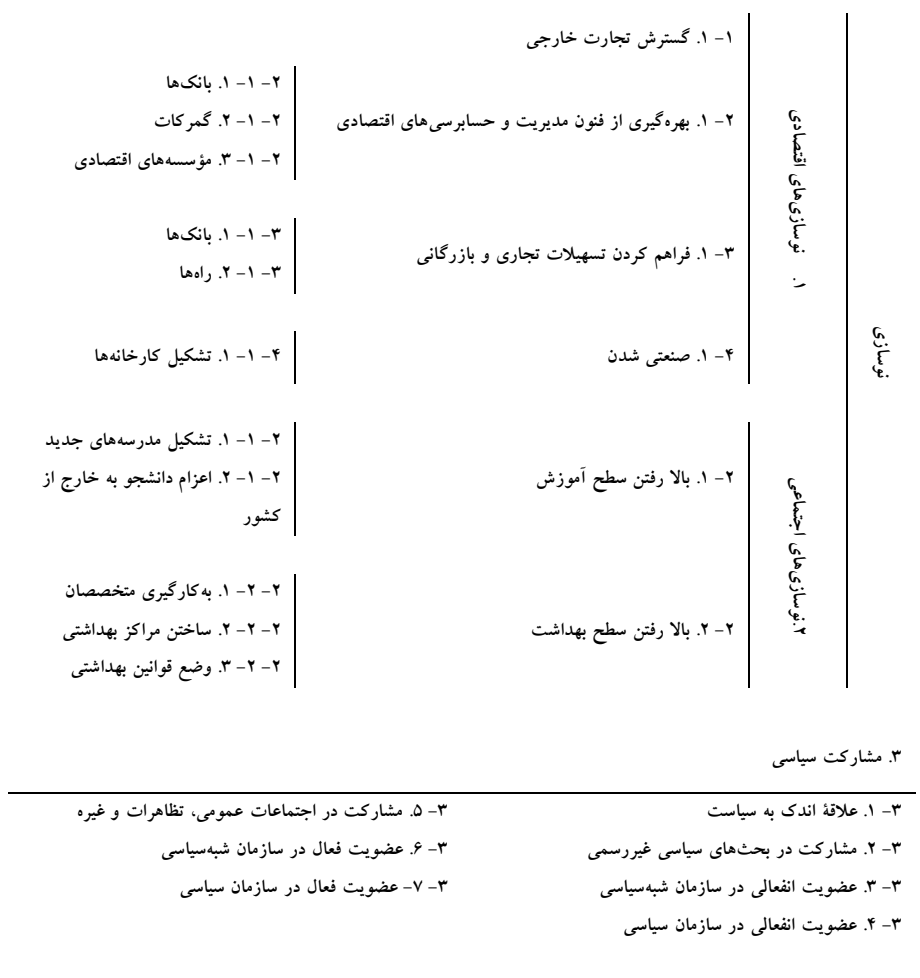 نوسازی
۱. نوسازی‌های اقتصادی
۱- ۱. گسترش تجارت خارجی
۲- ۱. بهره‌گیری از فنون مدیریت و حسابرسی‌های اقتصادی
۲- ۱- ۱. بانک‌ها
۲- ۱- ۲. گمرکات
۲- ۱- ۳. مؤسسه‌های اقتصادی
۳- ۱. فراهم کردن تسهیلات تجاری و بازرگانی
۳- ۱- ۱. بانک‌ها
۳- ۱- ۲. راه‌ها
۴- ۱. صنعتی شدن
۴- ۱- ۱. تشکیل کارخانه‌ها
۲.نوسازی‌های اجتماعی
۲- ۱. بالا رفتن سطح آموزش
۲- ۱- ۱. تشکیل مدرسه‌های جدید
۲- ۱- ۲. اعزام دانشجو به خارج از
کشور
۲- ۲. بالا رفتن سطح بهداشت
۲- ۲- ۱. به‌کارگیری متخصصان
۲- ۲- ۲. ساختن مراکز بهداشتی
۲- ۲- ۳. وضع قوانین بهداشتی
۳. مشارکت سیاسی
۳- ۱. علاقهٔ اندک به سیاست
۳- ۲. مشارکت در بحث‌های سیاسی غیررسمی
۳- ۳. عضویت انفعالی در سازمان شبه‌سیاسی
۳- ۴. عضویت انفعالی در سازمان سیاسی
۳- ۵. مشارکت در اجتماعات عمومی، تظاهرات و غیره
۳- ۶. عضویت فعال در سازمان شبه‌سیاسی
۳- ۷- عضویت فعال در سازمان سیاسی